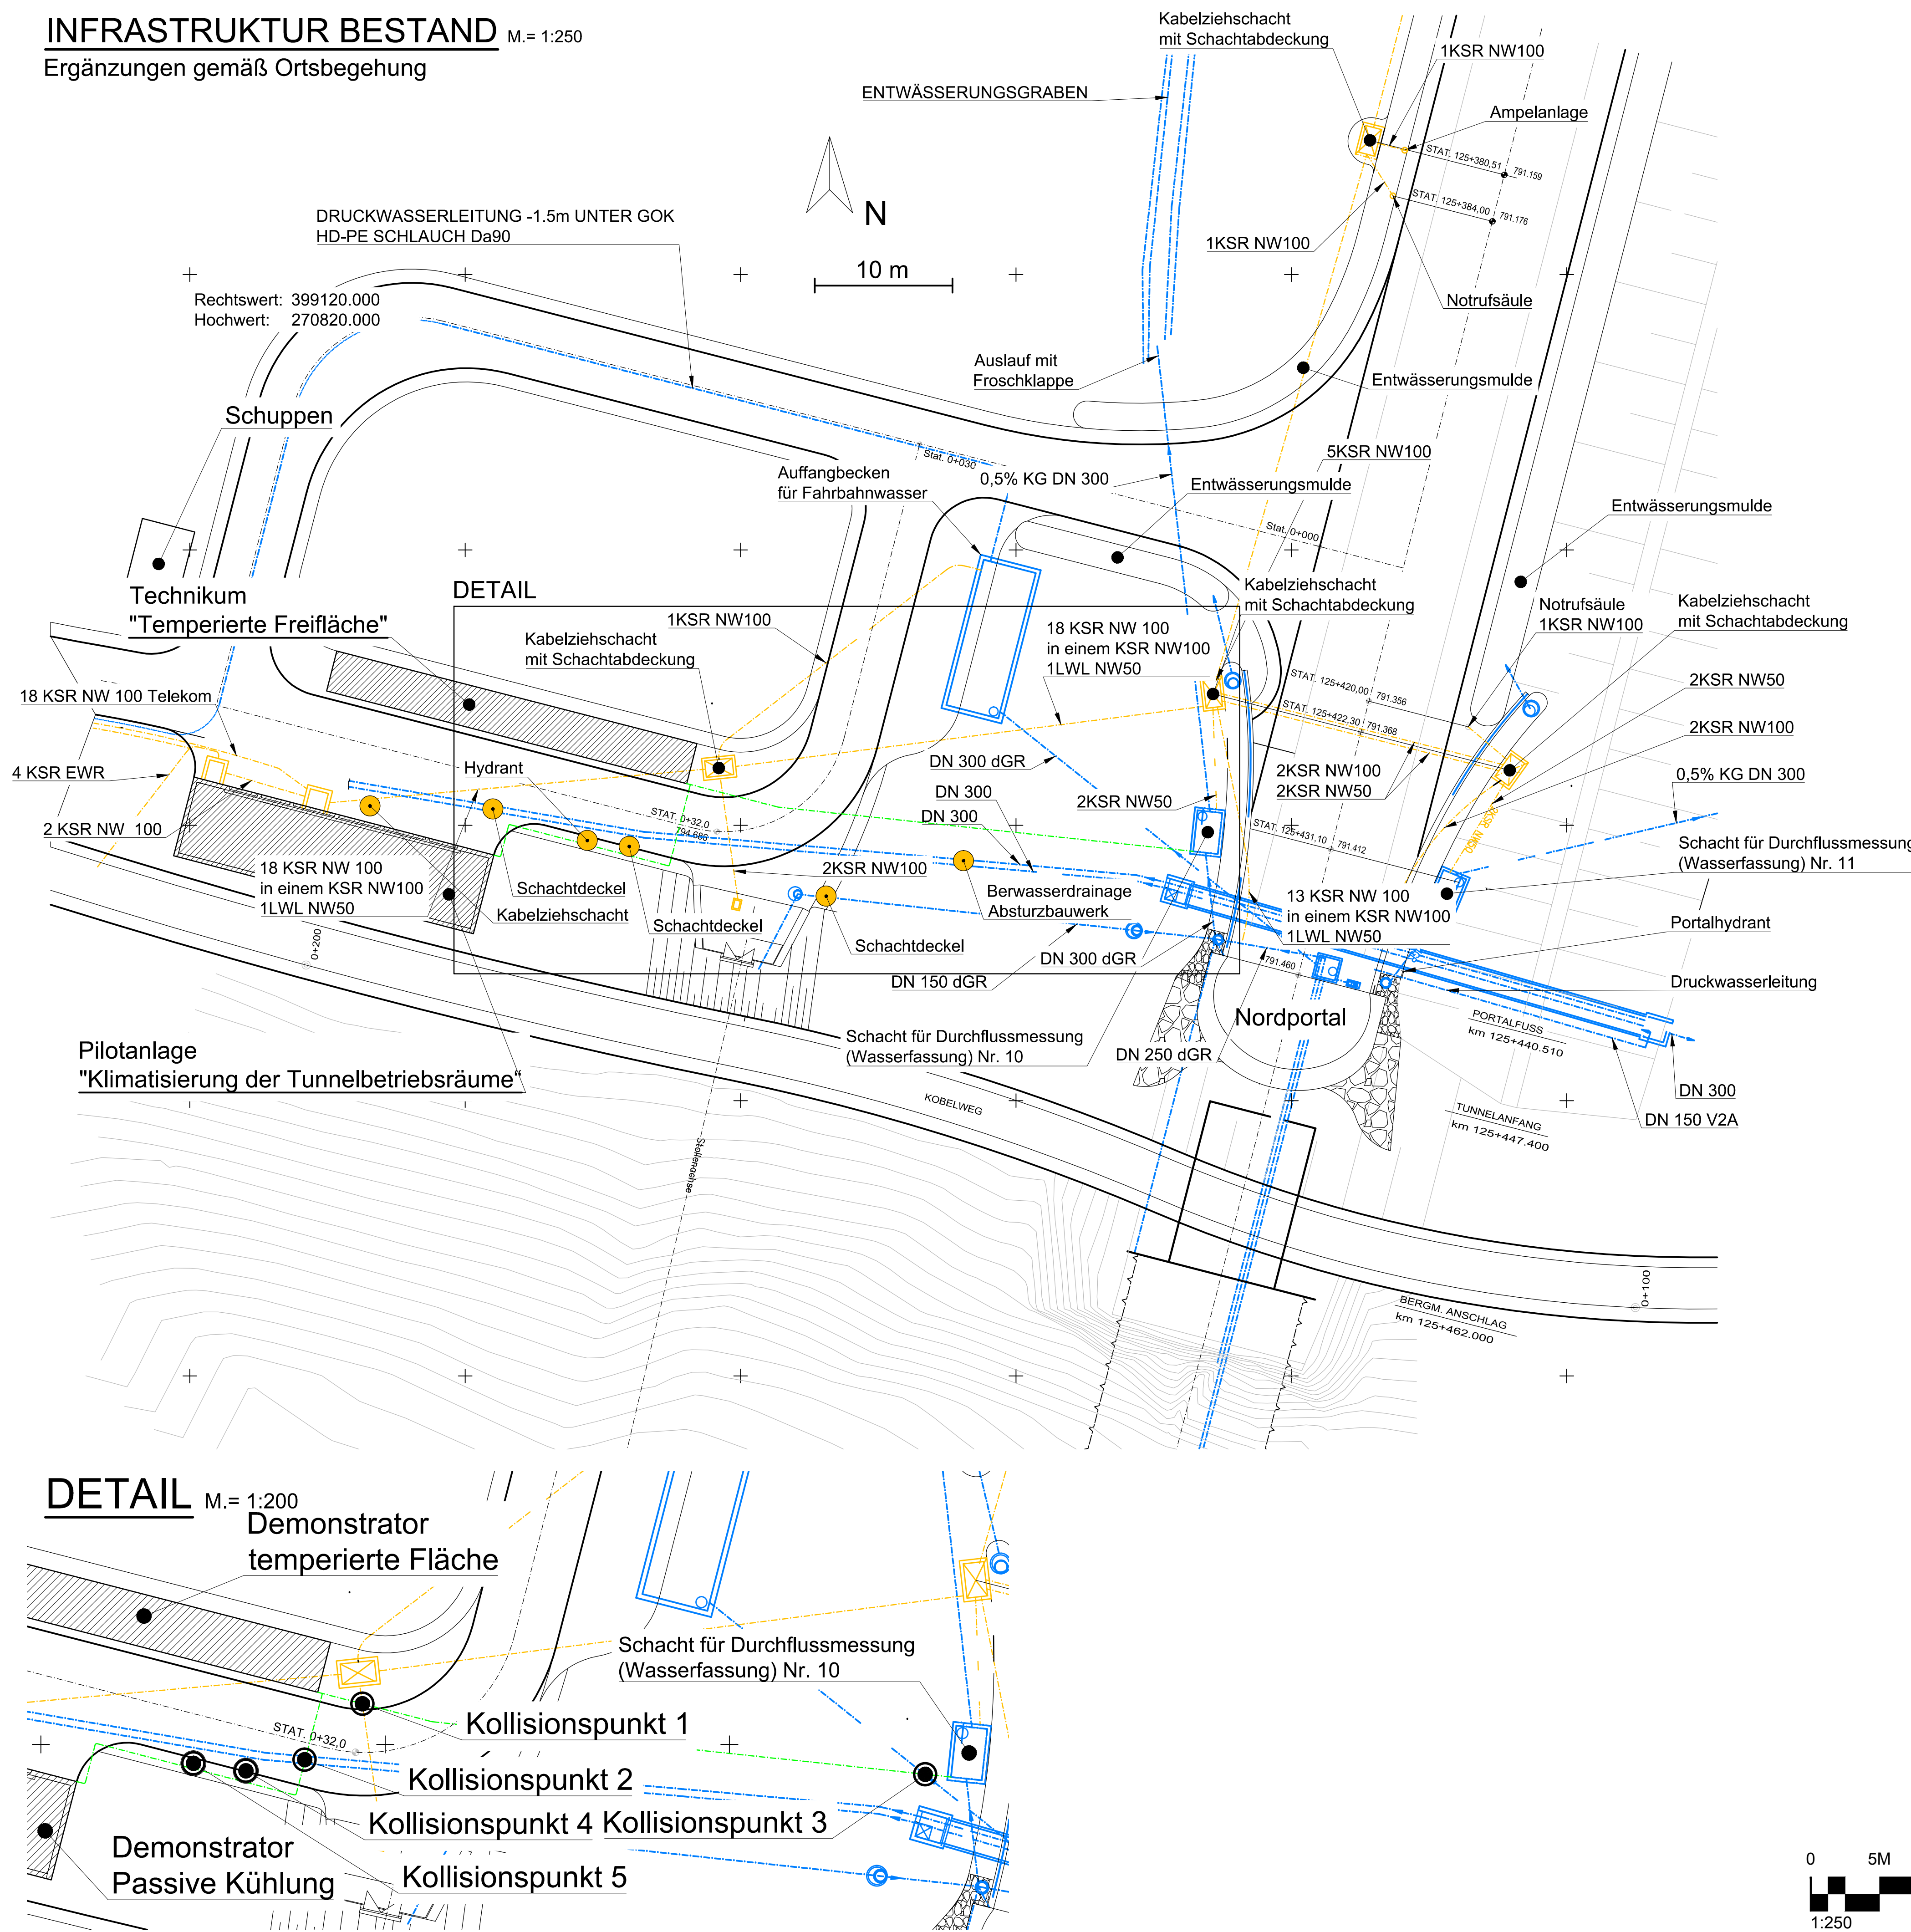 INFRASTRUKTUR BESTAND M.= 1:250
Ergänzungen gemäß Ortsbegehung
Kabelziehschacht
mit Schachtabdeckung
1KSR NW100
ENTWÄSSERUNGSGRABEN
Ampelanlage
STAT. 125+380,51
791.159
STAT. 125+384,00
791.176
1KSR NW100
Notrufsäule
N
10 m
DRUCKWASSERLEITUNG -1.5m UNTER GOK
HD-PE SCHLAUCH Da90
Rechtswert: 399120.000
Hochwert: 270820.000
Auslauf mit
Froschklappe
Entwässerungsmulde
Schuppen
Stat. 0+030
5KSR NW100
Auffangbecken
für Fahrbahnwasser
0,5% KG DN 300
Entwässerungsmulde
Entwässerungsmulde
Stat. 0+000
Technikum
"Temperierte Freifläche"
DETAIL
Kabelziehschacht
mit Schachtabdeckung
Notrufsäule
1KSR NW100
Kabelziehschacht
mit Schachtabdeckung
1KSR NW100
Kabelziehschacht
mit Schachtabdeckung
18 KSR NW 100
in einem KSR NW100
1LWL NW50
18 KSR NW 100 Telekom
STAT. 125+420,00
791.356
STAT. 125+422,30
791.368
2KSR NW50
2KSR NW100
4 KSR EWR
Hydrant
DN 300 dGR
2KSR NW100
2KSR NW50
0,5% KG DN 300
DN 300
DN 300
2KSR NW50
2KSR NW50
2 KSR NW 100
STAT. 0+32,0
794.686
STAT. 125+431,10
791.412
Schacht für Durchflussmessung
(Wasserfassung) Nr. 11
18 KSR NW 100
in einem KSR NW100
1LWL NW50
Schachtdeckel
Kabelziehschacht
Schachtdeckel
2KSR NW100
Schachtdeckel
Berwasserdrainage
Absturzbauwerk
13 KSR NW 100
in einem KSR NW100
1LWL NW50
Portalhydrant
0+200
DN 300 dGR
DN 150 dGR
791.460
Druckwasserleitung
Nordportal
PORTALFUSS
km 125+440.510
Schacht für Durchflussmessung
(Wasserfassung) Nr. 10
DN 250 dGR
Pilotanlage
"Klimatisierung der Tunnelbetriebsräume"
DN 300
DN 150 V2A
KOBELWEG
TUNNELANFANG
km 125+447.400
Stollenachse
0+100
BERGM. ANSCHLAG
km 125+462.000
DETAIL M.= 1:200
Demonstrator
temperierte Fläche
Schacht für Durchflussmessung
(Wasserfassung) Nr. 10
Kollisionspunkt 1
STAT. 0+32,0
Kollisionspunkt 2
Kollisionspunkt 4
Kollisionspunkt 3
Demonstrator
Passive Kühlung
Kollisionspunkt 5
0 5M
1:250